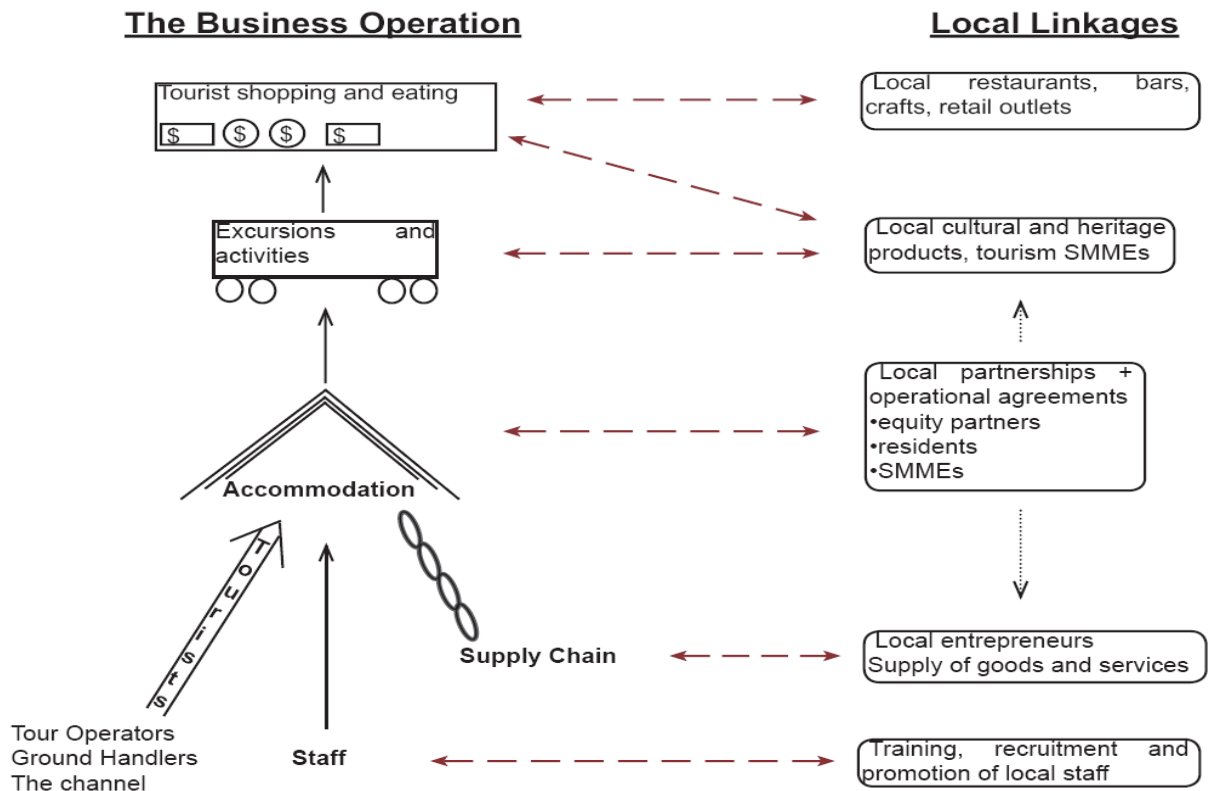 The Business Operation
Local Linkages
Tourist shopping and eating
$ $ $ $
Local restaurants, bars,
crafts, retail outlets
Excursions and
activities
Local cultural and heritage
products, tourism SMMEs
Local partnerships +
operational agreements
•equity partners
•residents
•SMMEs
Accommodation
Tourists
Supply Chain
Local entrepreneurs
Supply of goods and services
Tour Operators
Ground Handlers
The channel
Staff
Training, recruitment and
promotion of local staff